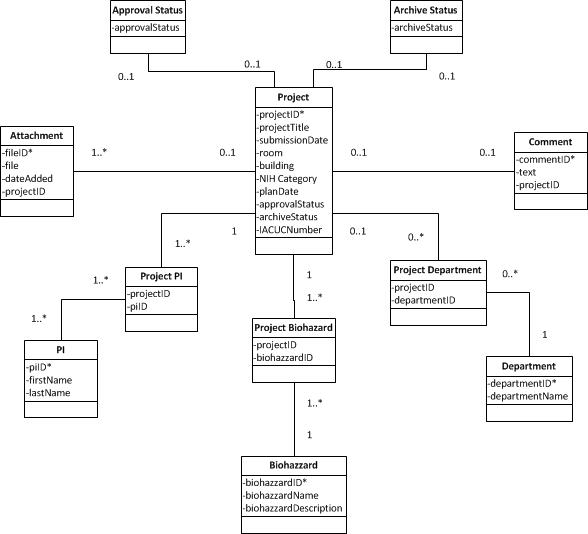 Approval Status
-approvalStatus
Archive Status
-archiveStatus
0..1
0..1
0..1
0..1
Project
-projectID*
-projectTitle
-submissionDate
-room
-building
-NIH Category
-planDate
-approvalStatus
-archiveStatus
-IACUCNumber
Attachment
-fileID*
-file
-dateAdded
-projectID
1..*
0..1
Comment
-commentID*
-text
-projectID
0..1
0..1
1
1..*
0..1
0..*
Project PI
-projectID
-piID
1..*
1..*
PI
-piID*
-firstName
-lastName
1
1..*
Project Biohazard
-projectID
-biohazzardID
Project Department
-projectID
-departmentID
0..*
1
Department
-departmentID*
-departmentName
1..*
1
Biohazzard
-biohazzardID*
-biohazzardName
-biohazzardDescription